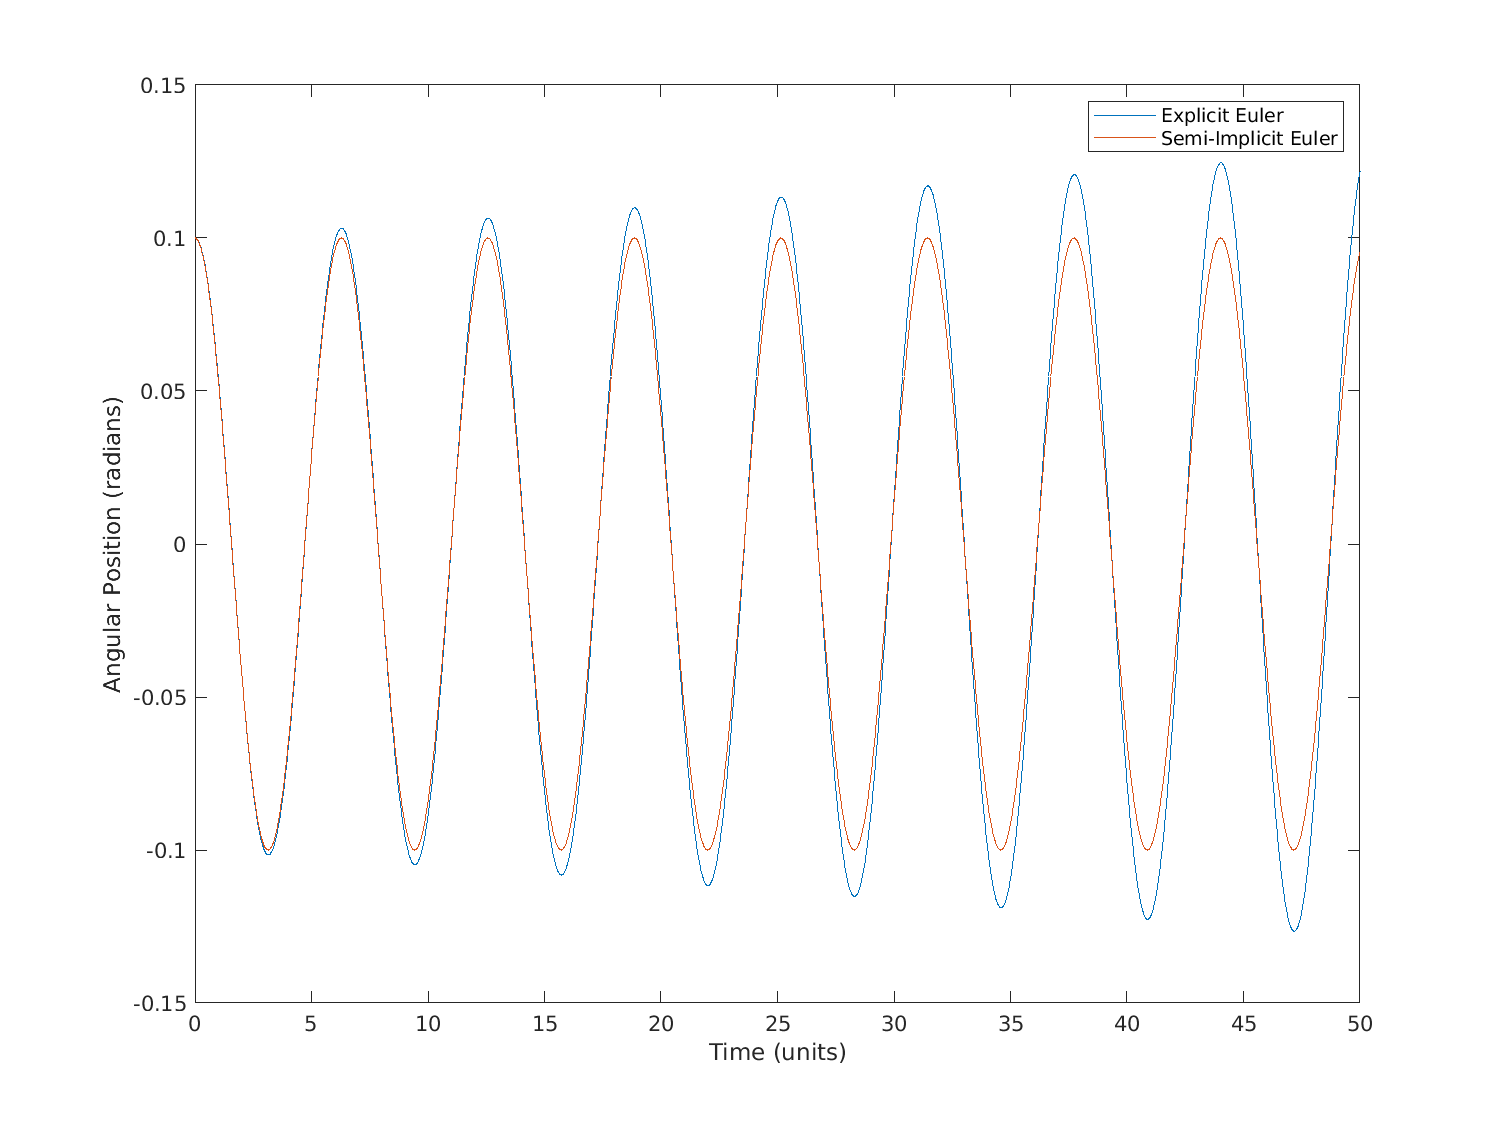 0.15
0.1
0.05
0
-0.05
-0.1
-0.15
Angular Position (radians)
Explicit Euler
Semi-Implicit Euler
0 5 10 15 20 25 30 35 40 45 50
Time (units)